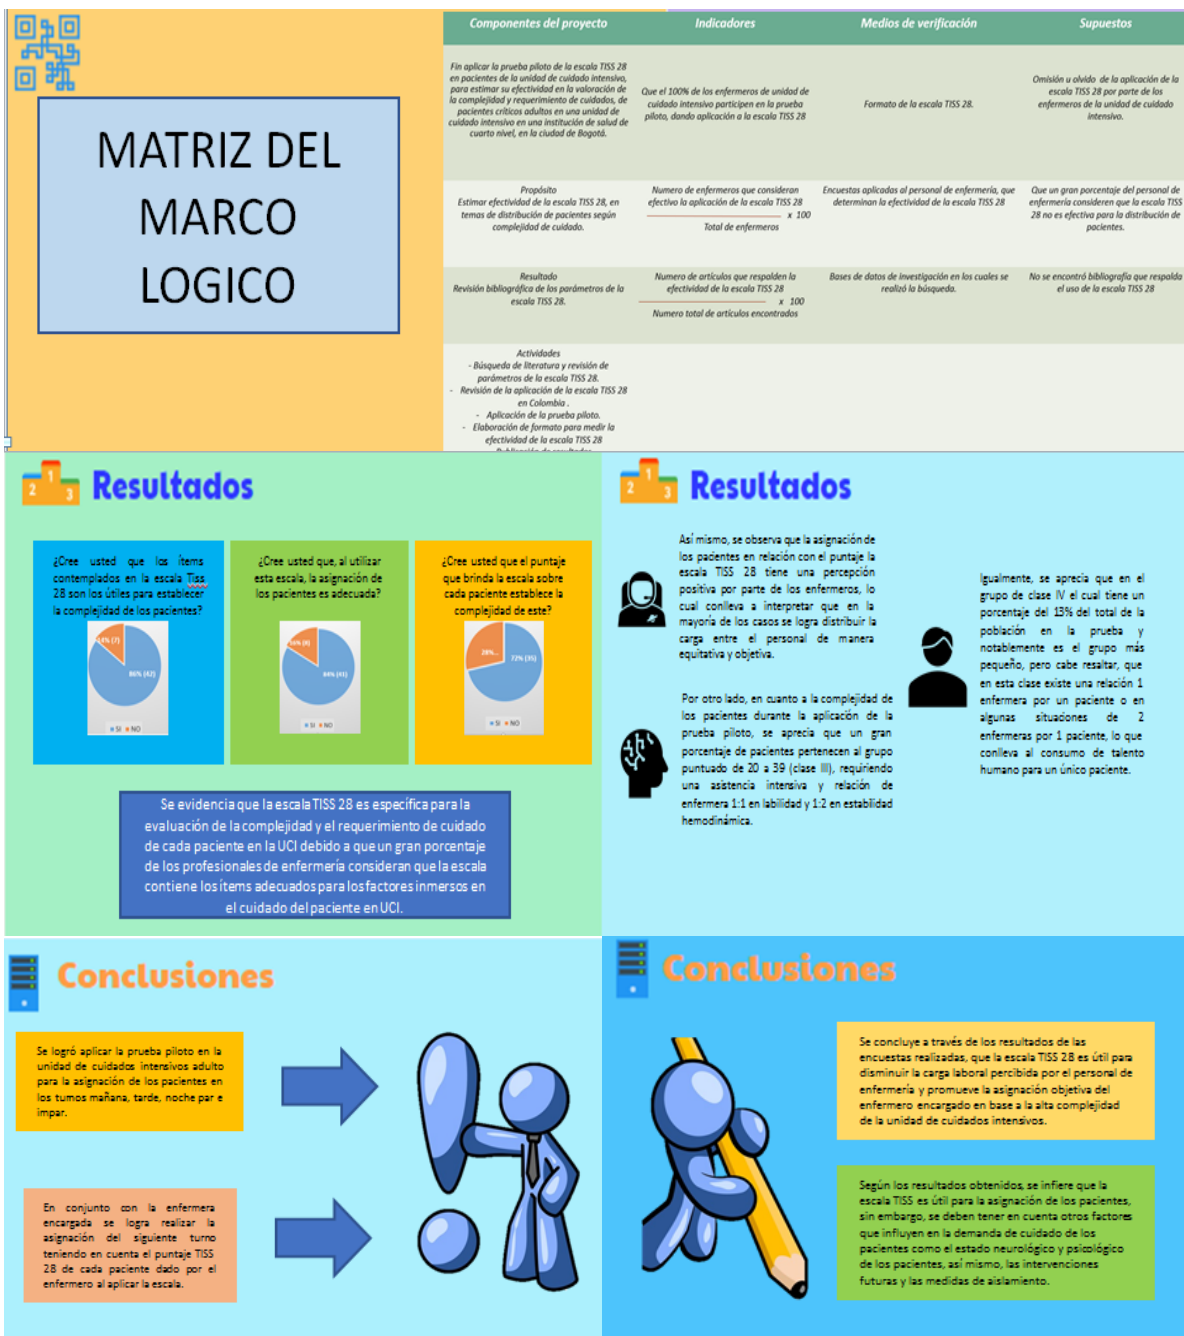 MATRIZ DEL
MARCO
LOGICO
Componentes del proyecto
Indicadores
Medios de verificación
Supuestos
Fin aplicar la prueba piloto de la escala TISS 28
en pacientes de la unidad de cuidado intensivo,
para estimar su efectividad en la valoración de
la complejidad y requerimiento de cuidados, de
pacientes críticos adultos en una unidad de
cuidado intensivo en una institución de salud de
cuarto nivel, en la ciudad de Bogotá.
Que el 100% de los enfermeros de unidad de
cuidado intensivo participen en la prueba
piloto, dando aplicación a la escala TISS 28
Formato de la escala TISS 28.
Omisión u olvido de la aplicación de la
escala TISS 28 por parte de los
enfermeros de la unidad de cuidado
intensivo.
Propósito
Estimar efectividad de la escala TISS 28, en
temas de distribución de pacientes según
complejidad de cuidado.
Numero de enfermeros que consideran
efectivo la aplicación de la escala TISS 28
x 100
Total de enfermeros
Encuestas aplicadas al personal de enfermería, que
determinan la efectividad de la escala TISS 28
Que un gran porcentaje del personal de
enfermería consideren que la escala TISS
28 no es efectiva para la distribución de
pacientes.
Resultado
Revisión bibliográfica de los parámetros de la
escala TISS 28.
Numero de artículos que respalden la
efectividad de la escala TISS 28
x 100
Numero total de artículos encontrados
Bases de datos de investigación en los cuales se
realizó la búsqueda.
No se encontró bibliografía que respalda
el uso de la escala TISS 28
Actividades
- Búsqueda de literatura y revisión de
parámetros de la escala TISS 28.
- Revisión de la aplicación de la escala TISS 28
en Colombia .
- Aplicación de la prueba piloto.
- Elaboración de formato para medir la
efectividad de la escala TISS 28
1
2
3
Resultados
¿Cree usted que los ítems
contemplados en la escala Tiss
28 son los útiles para establecer
la complejidad de los pacientes?
14% (7)
86% (42)
SI NO
¿Cree usted que, al utilizar
esta escala, la asignación de
los pacientes es adecuada?
84% (41)
SI NO
¿Cree usted que el puntaje
que brinda la escala sobre
cada paciente establece la
complejidad de este?
28%...
72% (35)
SI NO
Se evidencia que la escala TISS 28 es específica para la
evaluación de la complejidad y el requerimiento de cuidado
de cada paciente en la UCI debido a que un gran porcentaje
de los profesionales de enfermería consideran que la escala
contiene los ítems adecuados para los factores inmersos en
el cuidado del paciente en UCI.
1
2
3
Resultados
Así mismo, se observa que la asignación de
los pacientes en relación con el puntaje la
escala TISS 28 tiene una percepción
positiva por parte de los enfermeros, lo
cual conlleva a interpretar que en la
mayoría de los casos se logra distribuir la
carga entre el personal de manera
equitativa y objetiva.
Por otro lado, en cuanto a la complejidad de
los pacientes durante la aplicación de la
prueba piloto, se aprecia que un gran
porcentaje de pacientes pertenecen al grupo
puntuado de 20 a 39 (clase III), requiriendo
una asistencia intensiva y relación de
enfermera 1:1 en labilidad y 1:2 en estabilidad
hemodinámica.
Igualmente, se aprecia que en el
grupo de clase IV el cual tiene un
porcentaje del 13% del total de la
población en la prueba y
notablemente es el grupo más
pequeño, pero cabe resaltar, que
en esta clase existe una relación 1
enfermera por un paciente o en
algunas situaciones de 2
enfermeras por 1 paciente, lo que
conlleva al consumo de talento
humano para un único paciente.
Conclusiones
Se logró aplicar la prueba piloto en la
unidad de cuidados intensivos adulto
para la asignación de los pacientes en
los turnos mañana, tarde, noche par e
impar.
En conjunto con la enfermera
encargada se logra realizar la
asignación del siguiente turno
teniendo en cuenta el puntaje TISS
28 de cada paciente dado por el
enfermero al aplicar la escala.
Conclusiones
Se concluye a través de los resultados de las
encuestas realizadas, que la escala TISS 28 es útil para
disminuir la carga laboral percibida por el personal de
enfermería y promueve la asignación objetiva del
enfermero encargado en base a la alta complejidad
de la unidad de cuidados intensivos.
Según los resultados obtenidos, se infiere que la
escala TISS es útil para la asignación de los pacientes,
sin embargo, se deben tener en cuenta otros factores
que influyen en la demanda de cuidado de los
pacientes como el estado neurológico y psicológico
de los pacientes, así mismo, las intervenciones
futuras y las medidas de aislamiento.